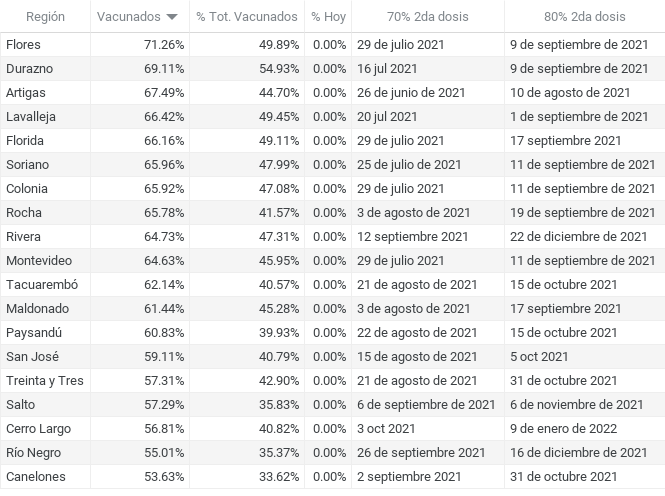 Región Vacunados % Tot. Vacunados % Hoy 70% 2da dosis 80% 2da dosis
Flores 71.26% 49.89% 0.00% 29 de julio 2021 9 de septiembre de 2021
Durazno 69.11% 54.93% 0.00% 16 jul 2021 9 de septiembre de 2021
Artigas 67.49% 44.70% 0.00% 26 de junio de 2021 10 de agosto de 2021
Lavalleja 66.42% 49.45% 0.00% 20 jul 2021 1 de septiembre de 2021
Florida 66.16% 49.11% 0.00% 29 de julio 2021 17 septiembre 2021
Soriano 65.96% 47.99% 0.00% 25 de julio de 2021 11 de septiembre de 2021
Colonia 65.92% 47.08% 0.00% 29 de julio 2021 11 de septiembre de 2021
Rocha 65.78% 41.57% 0.00% 3 de agosto de 2021 19 de septiembre de 2021
Rivera 64.73% 47.31% 0.00% 12 septiembre 2021 22 de diciembre de 2021
Montevideo 64.63% 45.95% 0.00% 29 de julio 2021 11 de septiembre de 2021
Tacuarembó 62.14% 40.57% 0.00% 21 de agosto de 2021 15 de octubre 2021
Maldonado 61.44% 45.28% 0.00% 3 de agosto de 2021 17 septiembre 2021
Paysandú 60.83% 39.93% 0.00% 22 de agosto de 2021 15 de octubre 2021
San José 59.11% 40.79% 0.00% 15 de agosto de 2021 5 oct 2021
Treinta y Tres 57.31% 42.90% 0.00% 21 de agosto de 2021 31 de octubre 2021
Salto 57.29% 35.83% 0.00% 6 de septiembre de 2021 6 de noviembre de 2021
Cerro Largo 56.81% 40.82% 0.00% 3 oct 2021 9 de enero de 2022
Río Negro 55.01% 35.37% 0.00% 26 de septiembre de 2021 16 de diciembre de 2021
Canelones 53.63% 33.62% 0.00% 2 septiembre 2021 31 de octubre 2021